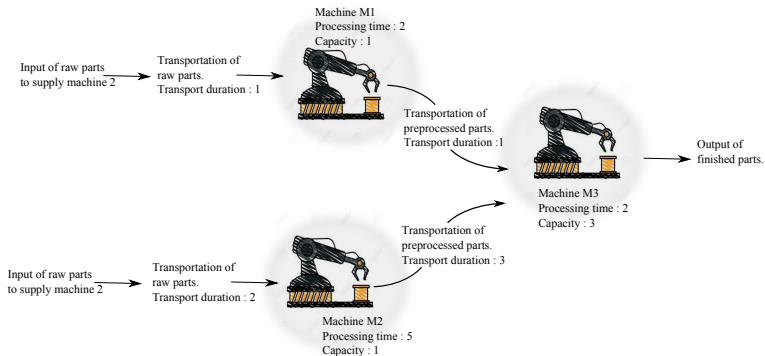 Machine M1
Processing time : 2
Capacity : 1
Input of raw parts
to supply machine 2
Transportation of
raw parts.
Transport duration : 1
Transportation of
preprocessed parts.
Transport duration :1
Machine M3
Processing time : 2
Capacity : 3
Output of
finished parts.
Input of raw parts
to supply machine 2
Transportation of
raw parts.
Transport duration : 2
Machine M2
Processing time : 5
Capacity : 1
Transportation of
preprocessed parts.
Transport duration : 3